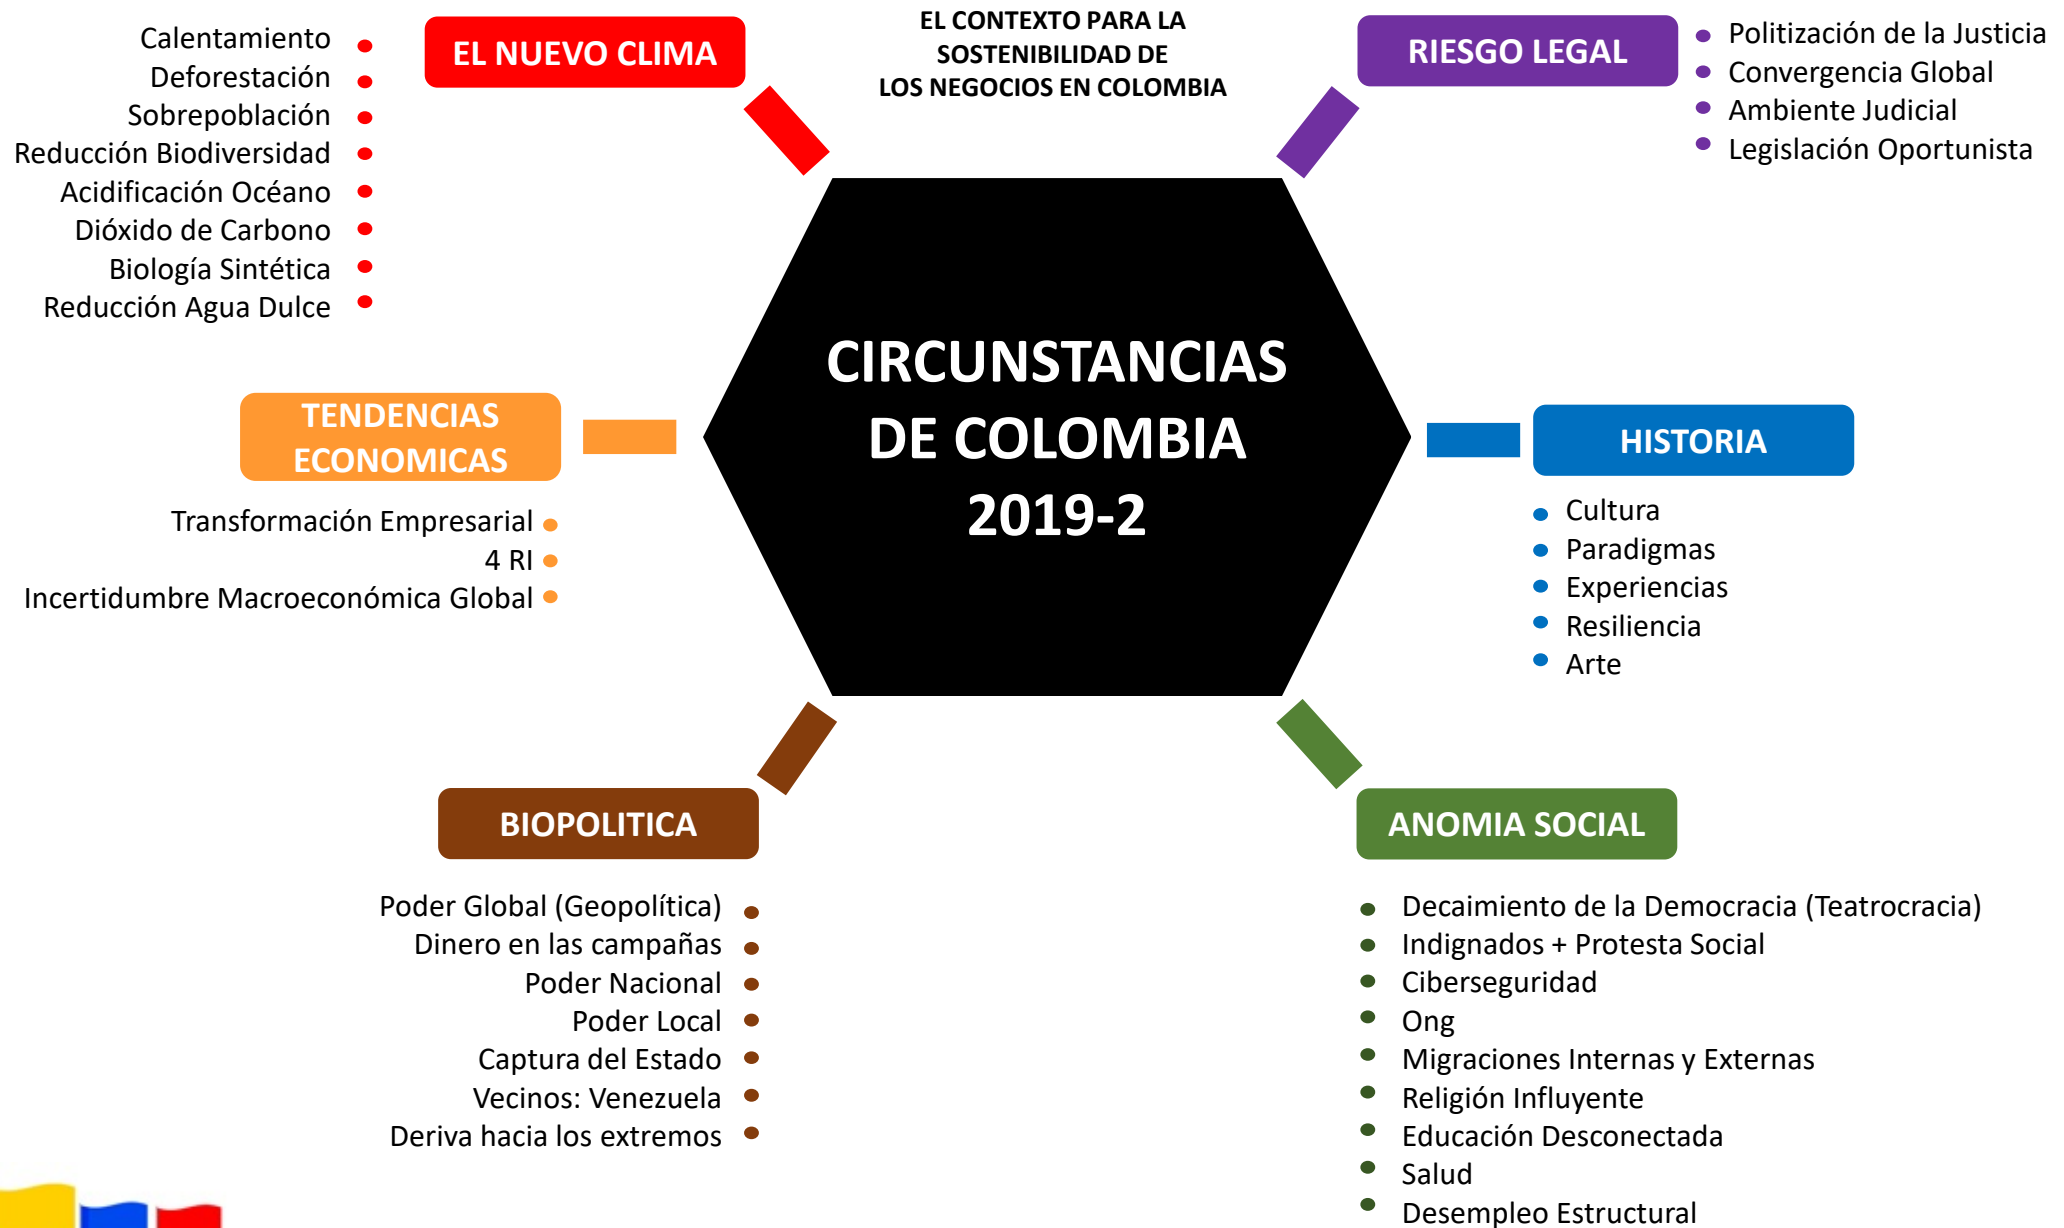 EL CONTEXTO PARA LA
SOSTENIBILIDAD DE
LOS NEGOCIOS EN COLOMBIA
EL NUEVO CLIMA
Calentamiento
Deforestación
Sobrepoblación
Reducción Biodiversidad
Acidificación Océano
Dióxido de Carbono
Biología Sintética
Reducción Agua Dulce
RIESGO LEGAL
Politización de la Justicia
Convergencia Global
Ambiente Judicial
Legislación Oportunista
CIRCUNSTANCIAS
DE COLOMBIA
2019-2
TENDENCIAS
ECONOMICAS
Transformación Empresarial
4 RI
Incertidumbre Macroeconómica Global
HISTORIA
Cultura
Paradigmas
Experiencias
Resiliencia
Arte
BIOPOLITICA
Poder Global (Geopolítica)
Dinero en las campañas
Poder Nacional
Poder Local
Captura del Estado
Vecinos: Venezuela
Deriva hacia los extremos
ANOMIA SOCIAL
Decaimiento de la Democracia (Teatrocracia)
Indignados + Protesta Social
Ciberseguridad
Ong
Migraciones Internas y Externas
Religión Influyente
Educación Desconectada
Salud
Desempleo Estructural